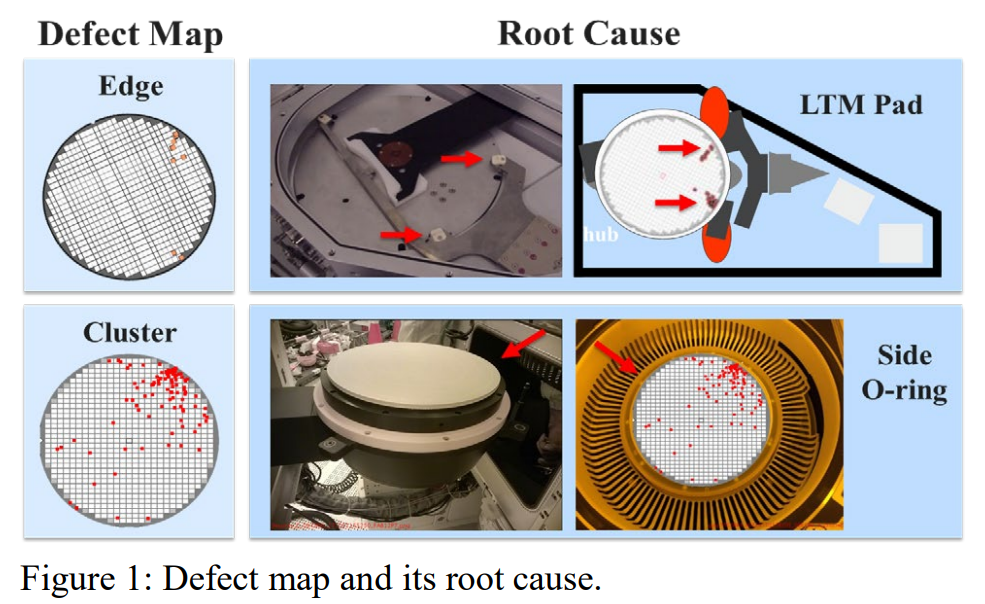 Defect Map
Root Cause
Edge
LTM Pad
hub
Cluster
Side
O-ring
Figure 1: Defect map and its root cause.